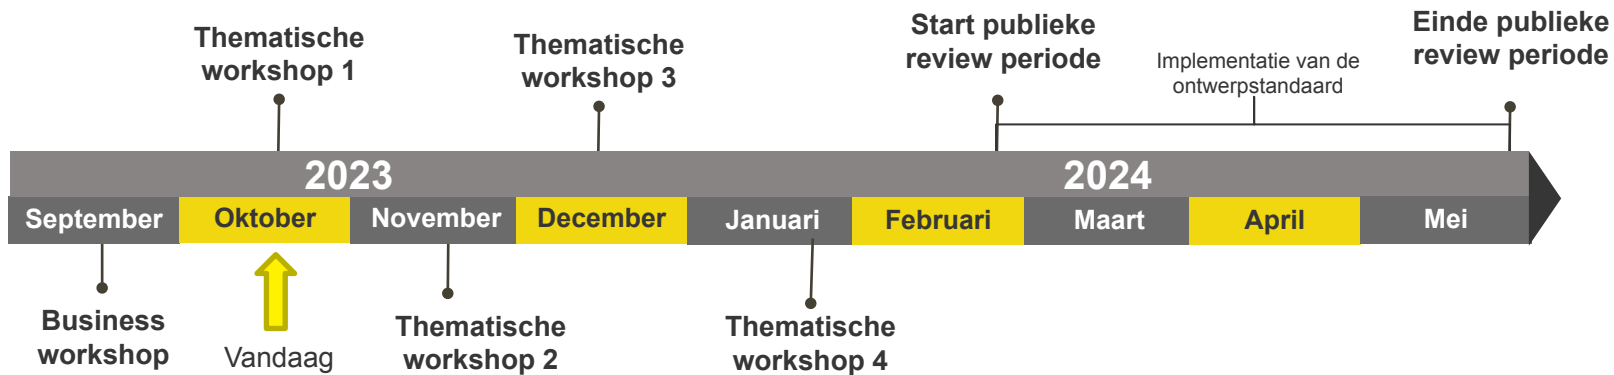 Thematische
workshop 1
Thematische
workshop 3
Start publieke
review periode
Implementatie van de
ontwerpstandaard
Einde publieke
review periode
2023
2024
September
Oktober
November
December
Januari
Februari
Maart
April
Mei
Business
workshop
Vandaag
Thematische
workshop 2
Thematische
workshop 4